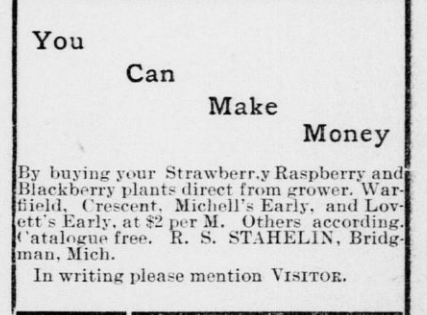 You
Can
Make
Money
By buying your Strawberr.y Raspberry and
Blackberry plants direct from grower. War-
field, Crescent, Michell's Early, and Lov-
ett's Early, at $2 per M. Others according.
Catalogue free. R. S. STAHELIN, Bridg-
man, Mich.
In writing please mention VISITOR.